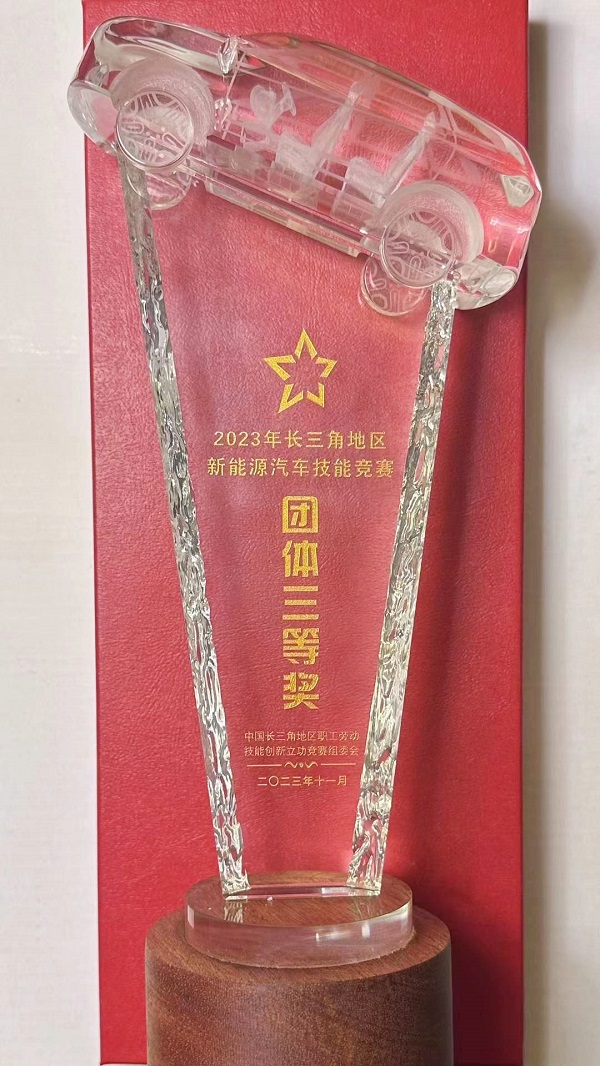 2023年长三角地区
新能源汽车技能竞赛
团体三等奖
中国长三角地区职工劳动
技能创新立功竞赛组委会
二〇二三年十一月